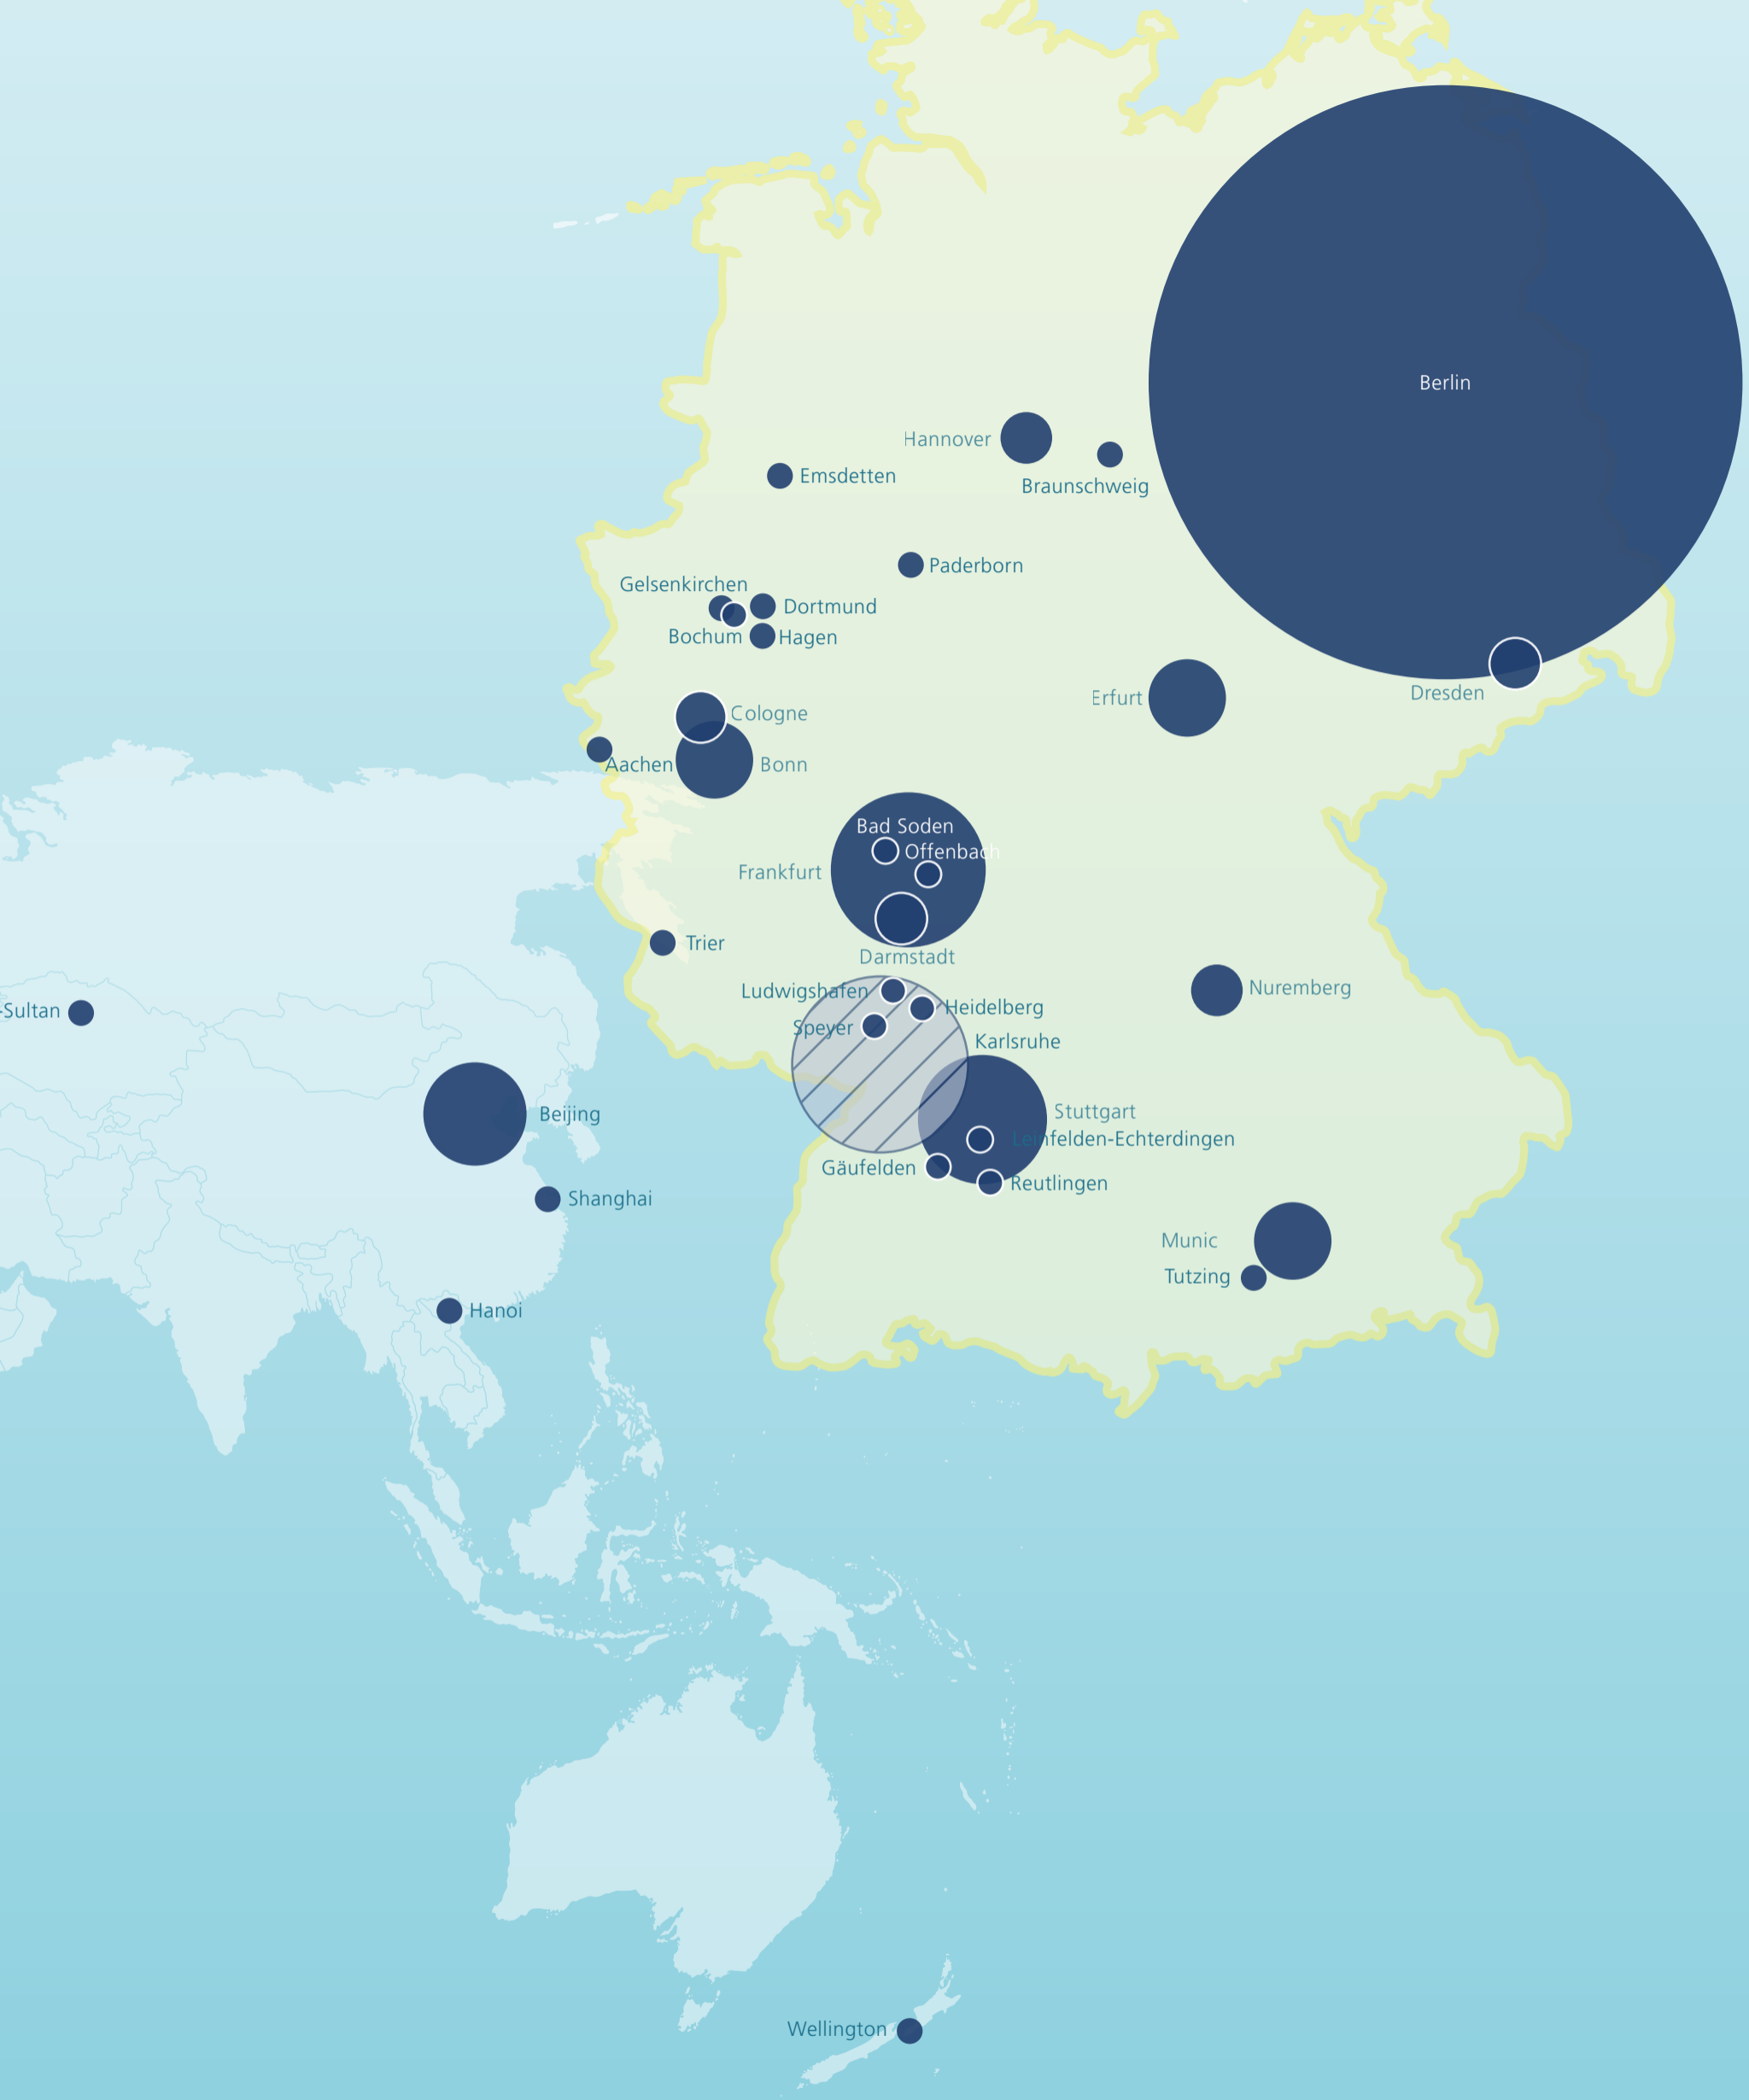 Berlin
Hannover
Braunschweig
Emsdetten
Paderborn
Gelsenkirchen
Dortmund
Bochum
Hagen
Erfurt
Dresden
Cologne
Aachen
Bonn
Bad Soden
Offenbach
Frankfurt
Trier
Darmstadt
Ludwigshafen
Nuremberg
Heidelberg
-Sultan
Speyer
Karlsruhe
Stuttgart
Beijing
Leinfelden-Echterdingen
Gäufelden
Reutlingen
Shanghai
Munic
Tutzing
Hanoi
Wellington